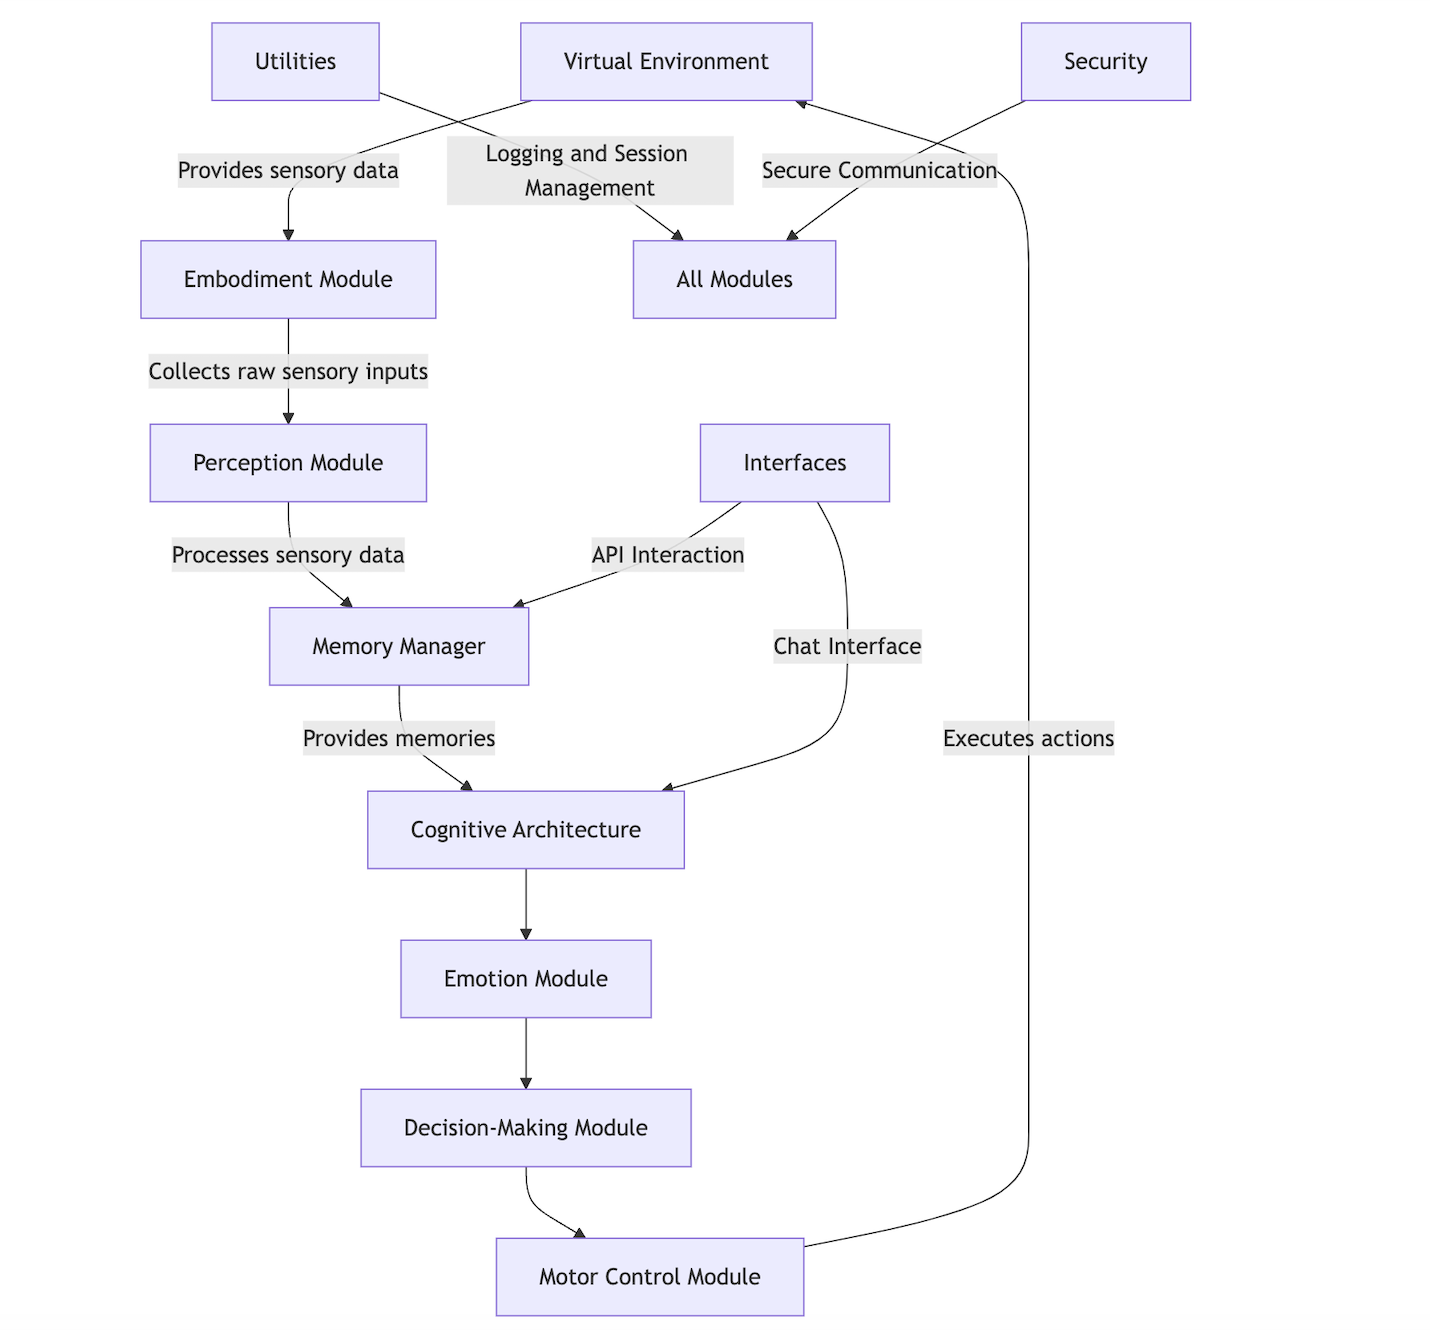 Utilities
Virtual Environment
Security
Provides sensory data
Logging and Session
Management
Secure Communication
Embodiment Module
All Modules
Collects raw sensory inputs
Perception Module
Interfaces
Processes sensory data
API Interaction
Memory Manager
Chat Interface
Provides memories
Executes actions
Cognitive Architecture
Emotion Module
Decision-Making Module
Motor Control Module